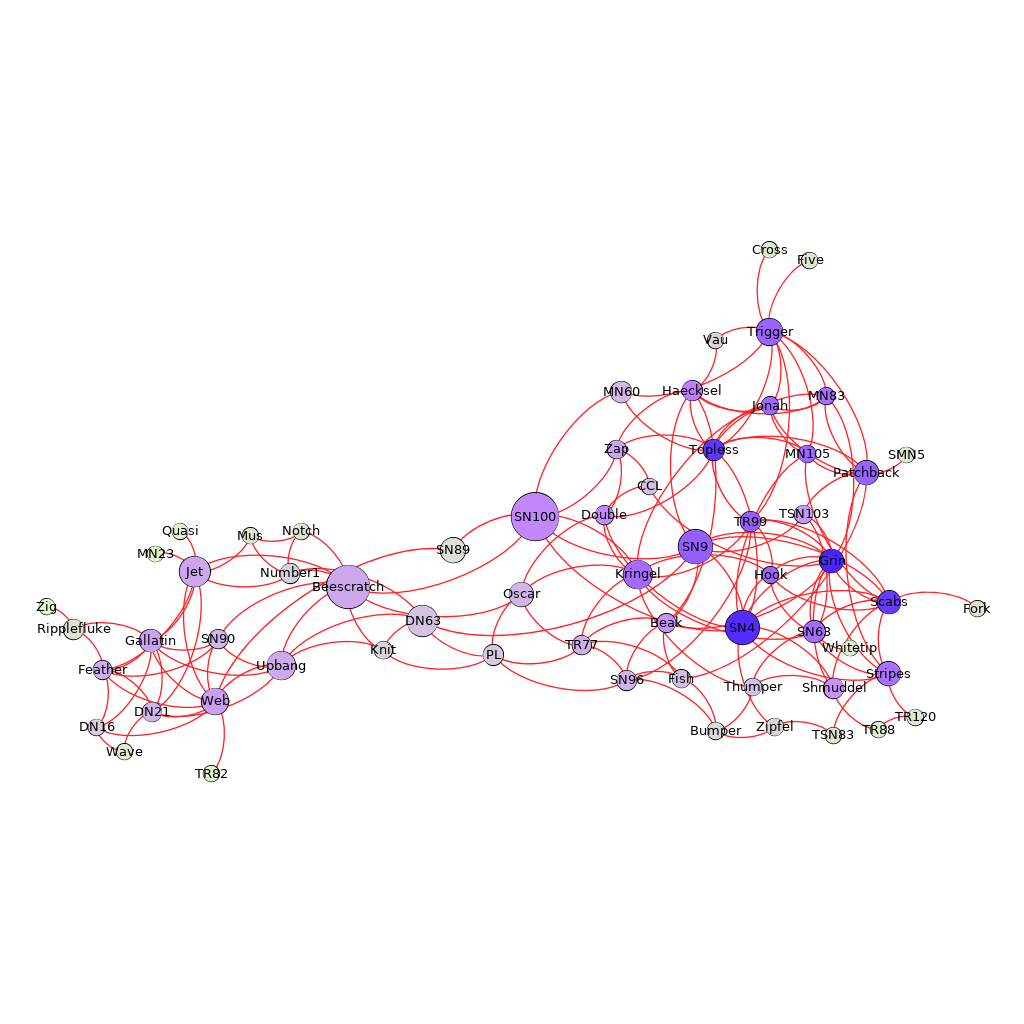 Cross
Five
Trigger
Vau
MN60
Haecksel
Jonah
MN83
Zap
Topless
MN105
SMN5
Patchback
CCL
SN100
Double
TSN103
TR99
Quasi
Mus
Notch
MN23
SN89
SN9
Jet
Number1
Beescratch
Kringel
Hook
Grin
Zig
Ripplefluke
Oscar
Scabs
Fork
DN63
Beak
SN4
SN63
Gallatin
SN90
Knit
PL
TR77
Whitetip
Feather
Upbang
SN96
Fish
Thumper
Shmuddel
Stripes
DN21
Web
DN16
Bumper
Zipfel
TSN83
TR88
TR120
Wave
TR82